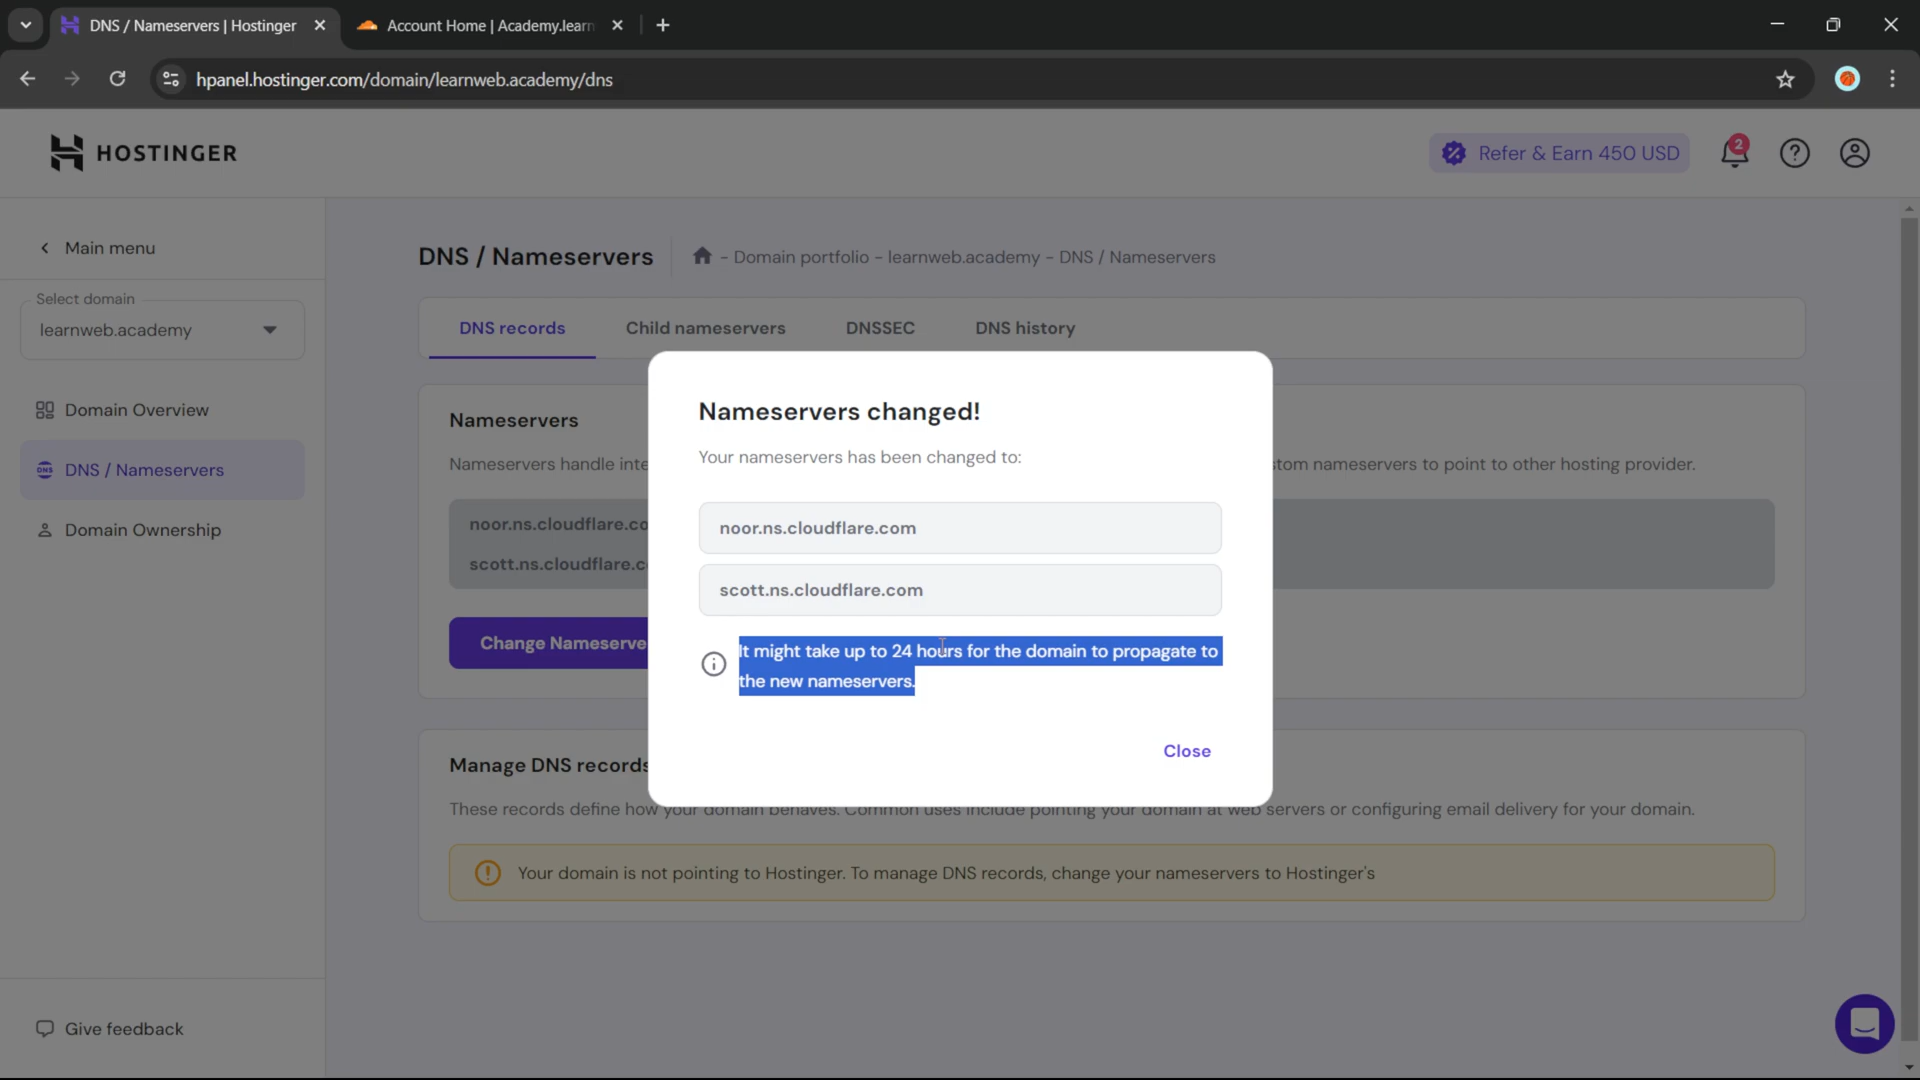 DNS / Nameservers | Hostinger
Account Home | Academy.learn
hpanel.hostinger.com/domain/learnweb.academy/dns
HOSTINGER
Refer & Earn 450 USD
2
Main menu
Select domain
learnweb.academy
Domain Overview
DNS
DNS / Nameservers
Domain Ownership
Give feedback
DNS / Nameservers
- Domain portfolio - learnweb.academy - DNS / Nameservers
DNS records
Child nameservers
DNSSEC
DNS history
Nameservers
Nameservers handle inte
stom nameservers to point to other hosting provider.
noor.ns.cloudflare.co
scott.ns.cloudflare.c
Change Nameserve
Nameservers changed!
Your nameservers has been changed to:
noor.ns.cloudflare.com
scott.ns.cloudflare.com
It might take up to 24 hours for the domain to propagate to
the new nameservers.
Close
Manage DNS records
These records define how your domain behaves. Common uses include pointing your domain at web servers or configuring email delivery for your domain.
Your domain is not pointing to Hostinger. To manage DNS records, change your nameservers to Hostinger's